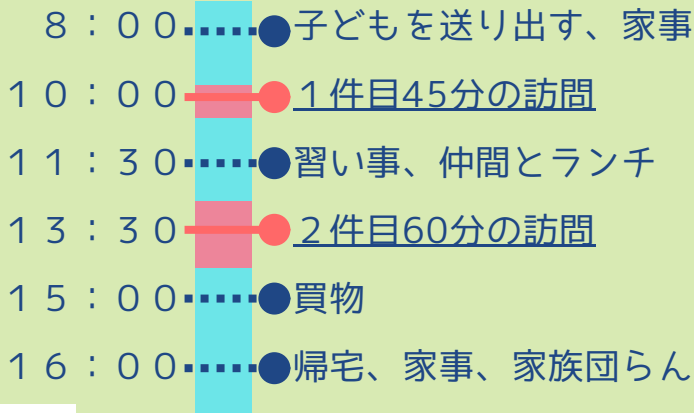 ８：００ 子どもを送り出す、家事
１０：００ １件目45分の訪問
１１：３０ 習い事、仲間とランチ
１３：３０ ２件目60分の訪問
１５：００ 買物
１６：００ 帰宅、家事、家族団らん